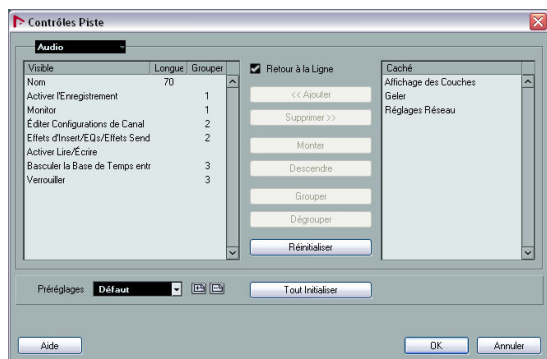 Contrôles Piste
Audio
Visible Longue Grouper
Nom 70
Activer l'Enregistrement 1
Monitor 1
Éditer Configurations de Canal 2
Effets d'Insert/EQs/Effets Send 2
Activer Lire/Écrire
Basculer la Base de Temps entr 3
Verrouiller 3
Retour à la Ligne
<< Ajouter
Supprimer >>
Monter
Descendre
Grouper
Dégrouper
Réinitialiser
Caché
Affichage des Couches
Geler
Réglages Réseau
Préréglages Défaut
Tout Initialiser
Aide
OK
Annuler